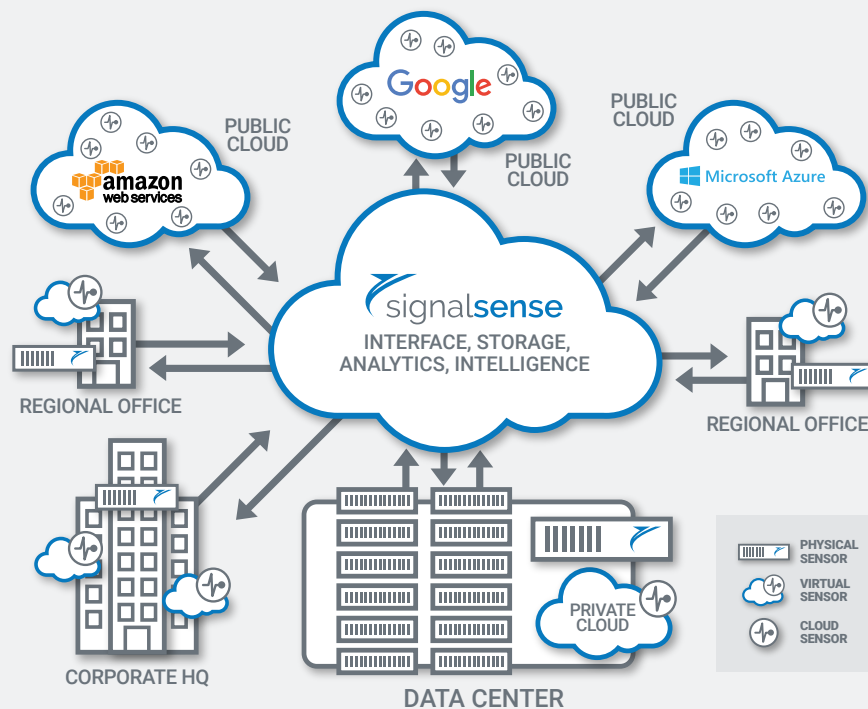 Google
PUBLIC
CLOUD
amazon
web services
PUBLIC
CLOUD
PUBLIC
CLOUD
Microsoft Azure
signalsense
INTERFACE, STORAGE,
ANALYTICS, INTELLIGENCE
REGIONAL OFFICE
REGIONAL OFFICE
CORPORATE HQ
PRIVATE
CLOUD
DATA CENTER
PHYSICAL
SENSOR
VIRTUAL
SENSOR
CLOUD
SENSOR